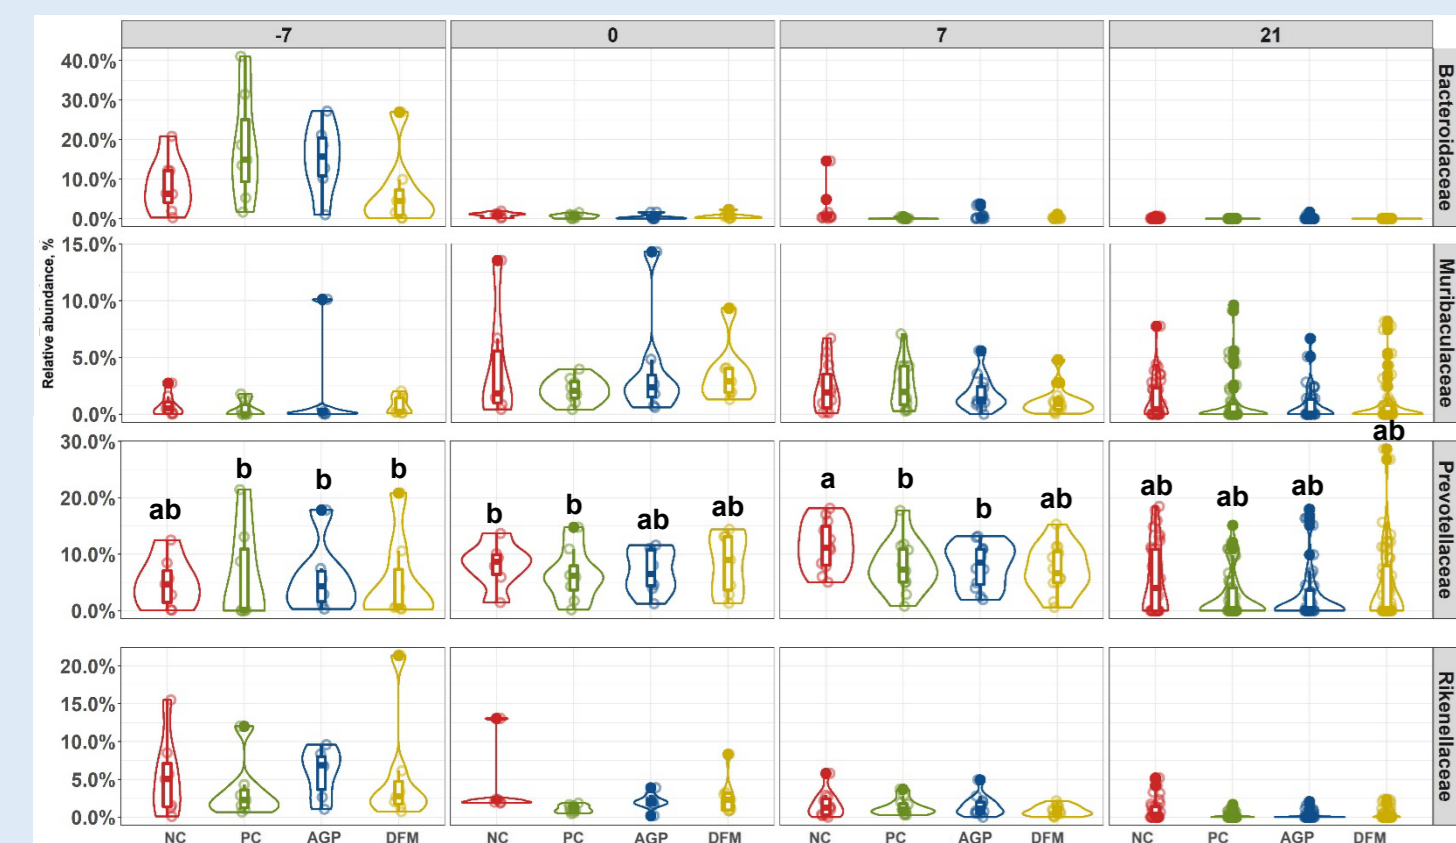 -7 0 7 21
Relative abundance, %
40.0%
30.0%
20.0%
10.0%
0.0%
Bacteroidaceae
15.0%
10.0%
5.0%
0.0%
Muribaculaceae
30.0%
20.0%
10.0%
0.0%
ab b b b
b b ab ab
a b b ab
ab ab ab ab
Prevotellaceae
20.0%
15.0%
10.0%
5.0%
0.0%
Rikenellaceae
NC PC AGP DFM NC PC AGP DFM NC PC AGP DFM NC PC AGP DFM